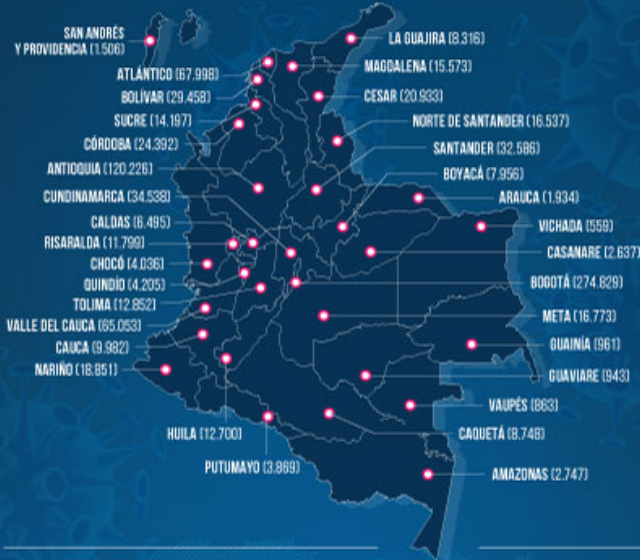 SAN ANDRÉS
Y PROVIDENCIA (1.506)
ATLÁNTICO (67.998)
BOLÍVAR (29.458)
SUCRE (14.197)
CÓRDOBA (24.392)
ANTIOQUIA (120.226)
CUNDINAMARCA (34.538)
CALDAS (6.495)
RISARALDA (11.799)
CHOCÓ (4.036)
QUINDÍO (4.205)
TOLIMA (12.852)
VALLE DEL CAUCA (65.053)
CAUCA (9.982)
NARIÑO (18.851)
HUILA (12.700)
PUTUMAYO (3.869)
LA GUAJIRA (8.316)
MAGDALENA (15.573)
CESAR (20.933)
NORTE DE SANTANDER (16.537)
SANTANDER (32.586)
BOYACÁ (7.956)
ARAUCA (1.934)
VICHADA (559)
CASANARE (2.637)
BOGOTÁ (274.829)
META (16.773)
GUAINÍA (961)
GUAVIARE (943)
VAUPÉS (863)
CAQUETÁ (8.748)
AMAZONAS (2.747)